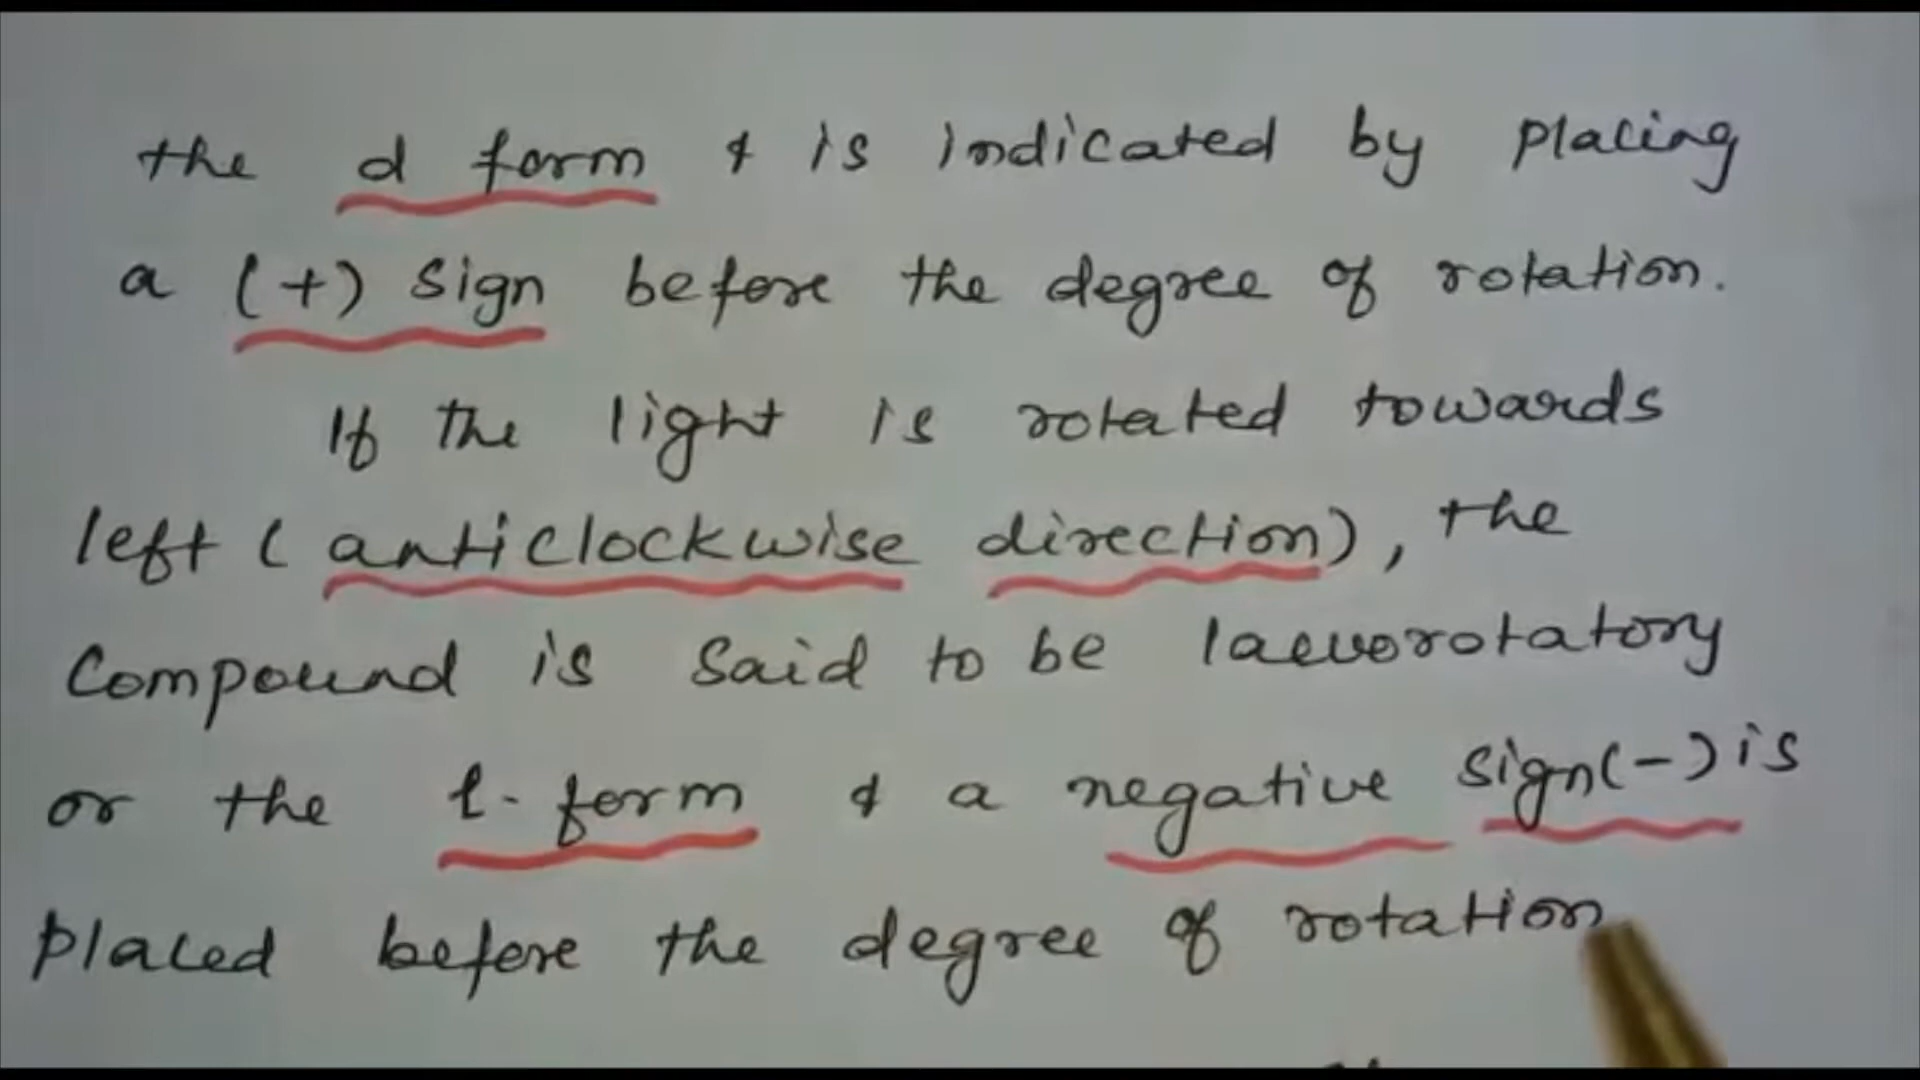 the d form & is indicated by placing
a (+) sign before the degree of rotation.
If the light is rotated towards
left (anticlockwise direction), the
Compound is said to be laevorotatory
or the l-form & a negative sign(-) is
placed before the degree of rotation